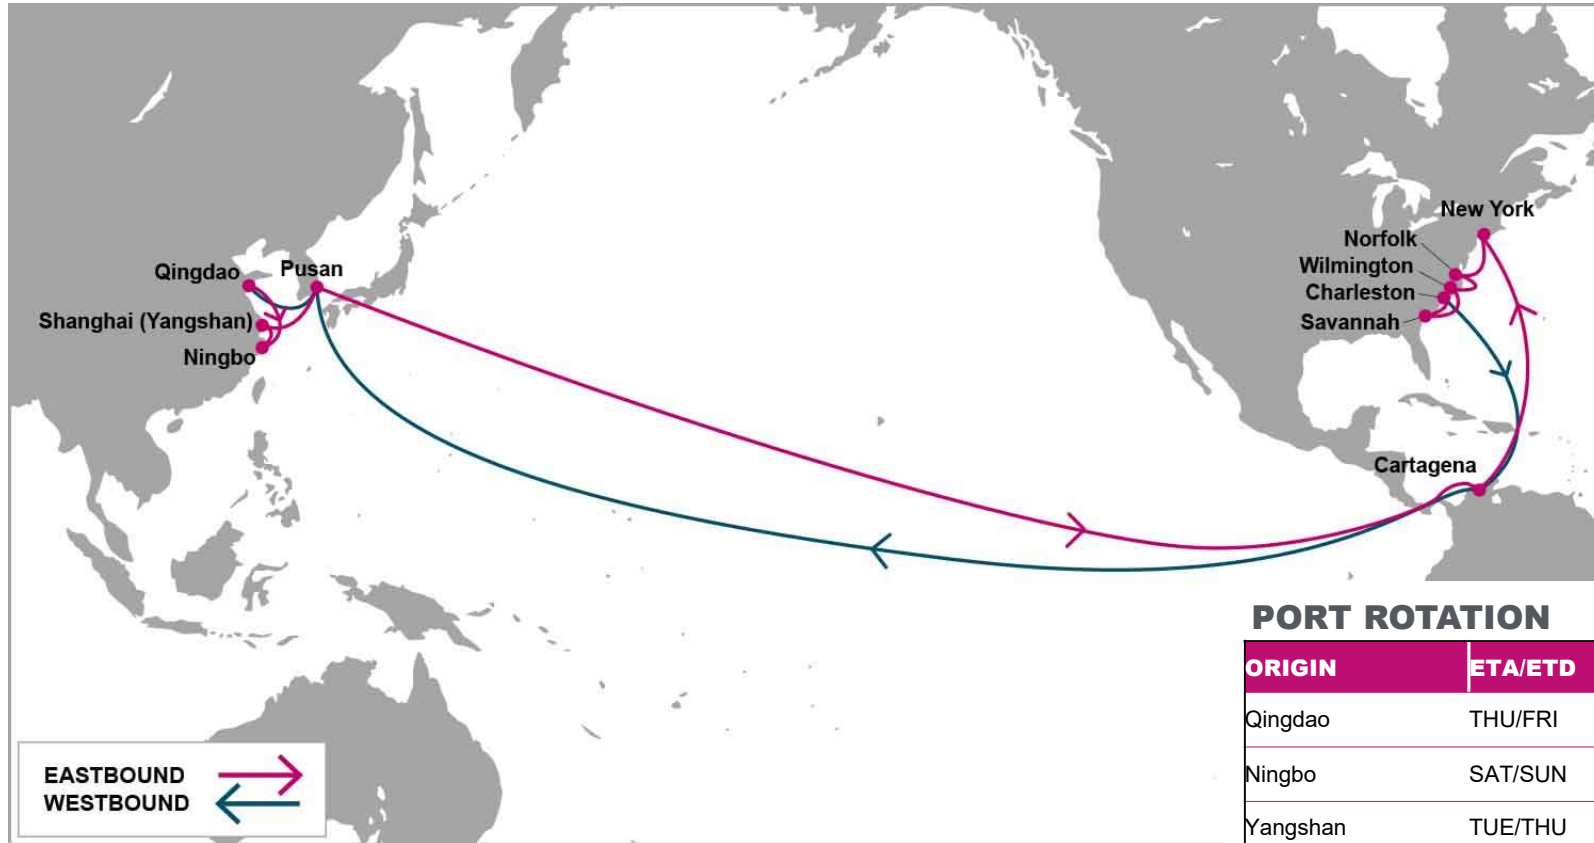 New York
Norfolk
Wilmington
Qingdao
Pusan
Charleston
Shanghai (Yangshan)
Savannah
Ningbo
Cartagena
PORT ROTATION
ORIGIN ETA/ETD
Qingdao THU/FRI
Ningbo SAT/SUN
Yangshan TUE/THU
EASTBOUND
WESTBOUND